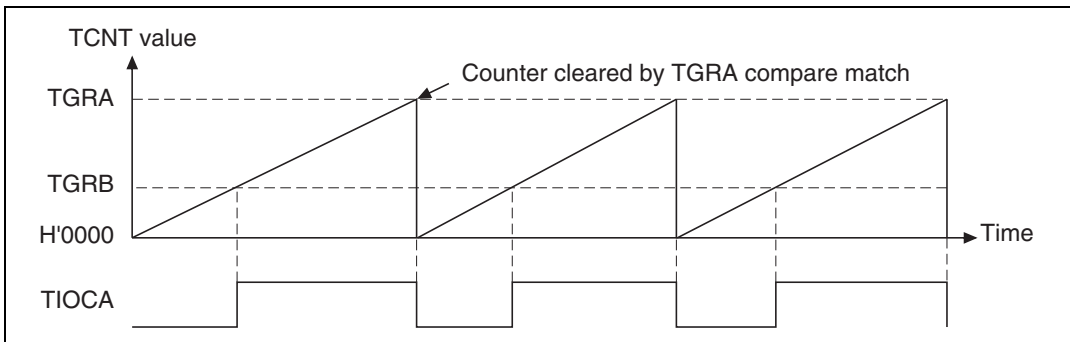 TCNT value
Counter cleared by TGRA compare match
TGRA
TGRB
H'0000
Time
TIOCA